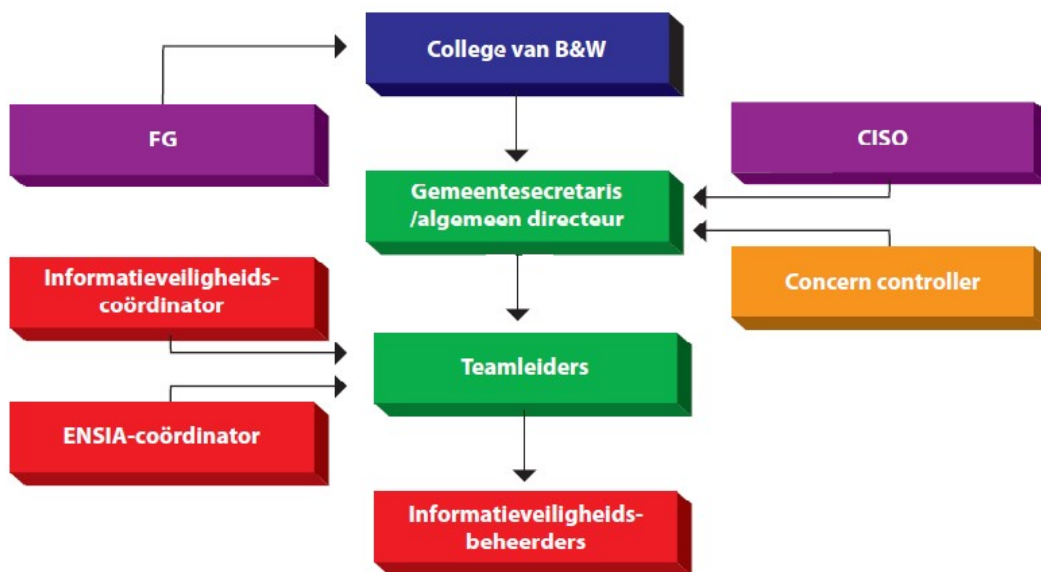 College van B&W
FG
CISO
Gemeentesecretaris
/algemeen directeur
Informatieveiligheids-
coördinator
Concern controller
Teamleiders
ENSIA-coördinator
Informatieveiligheids-
beheerders